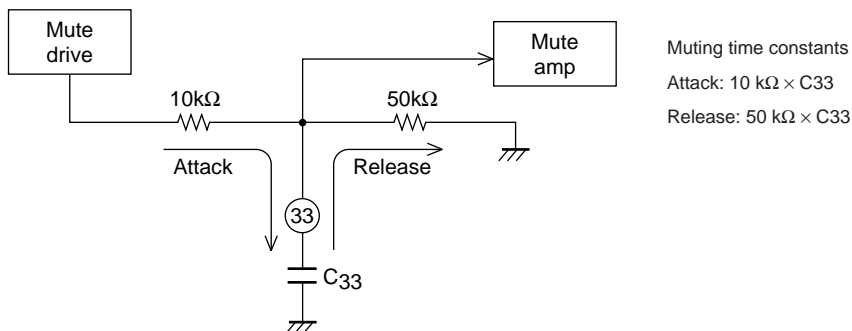 Mute
drive
Mute
amp
Muting time constants
Attack: 10 kΩ × C33
Release: 50 kΩ × C33
10kΩ
50kΩ
Attack
Release
33
C33